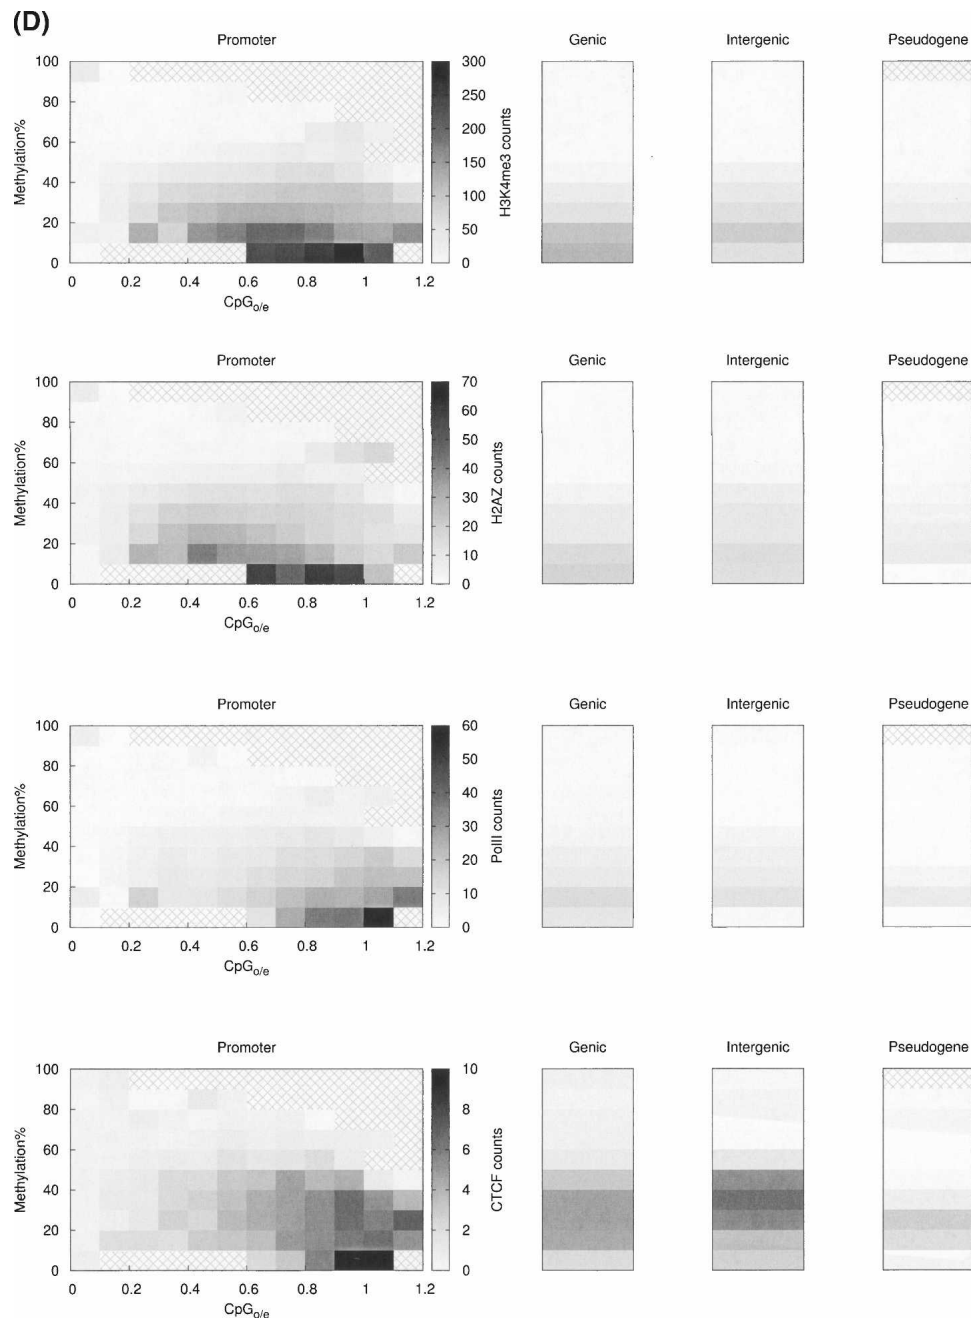 (D)
Promoter Genic Intergenic Pseudogene
100
80
60
40
20
0
Methylation%
0 0.2 0.4 0.6 0.8 1 1.2
CpGo/e
300
250
200
150
100
50
0
H3K4me3 counts
Promoter Genic Intergenic Pseudogene
100
80
60
40
20
0
Methylation%
0 0.2 0.4 0.6 0.8 1 1.2
CpGo/e
70
60
50
40
30
20
10
0
H2AZ counts
Promoter Genic Intergenic Pseudogene
100
80
60
40
20
0
Methylation%
0 0.2 0.4 0.6 0.8 1 1.2
CpGo/e
60
50
40
30
20
10
0
PolII counts
Promoter Genic Intergenic Pseudogene
100
80
60
40
20
0
Methylation%
0 0.2 0.4 0.6 0.8 1 1.2
CpGo/e
10
8
6
4
2
0
CTCF counts